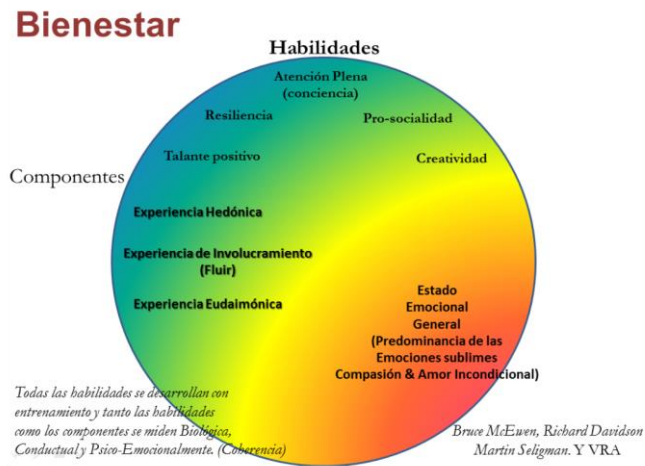 Bienestar
Habilidades
Atención Plena
(conciencia)
Resiliencia
Pro-socialidad
Talante positivo
Creatividad
Componentes
Experiencia Hedónica
Experiencia de Involucramiento
(Fluir)
Experiencia Eudaimónica
Estado
Emocional
General
(Predominancia de las
Emociones sublimes
Compasión & Amor Incondicional)
Todas las habilidades se desarrollan con
entrenamiento y tanto las habilidades
como los componentes se miden Biológica,
Conductual y Psico-Emocionalmente. (Coherencia)
Bruce McEwen, Richard Davidson
Martin Seligman. Y VRA